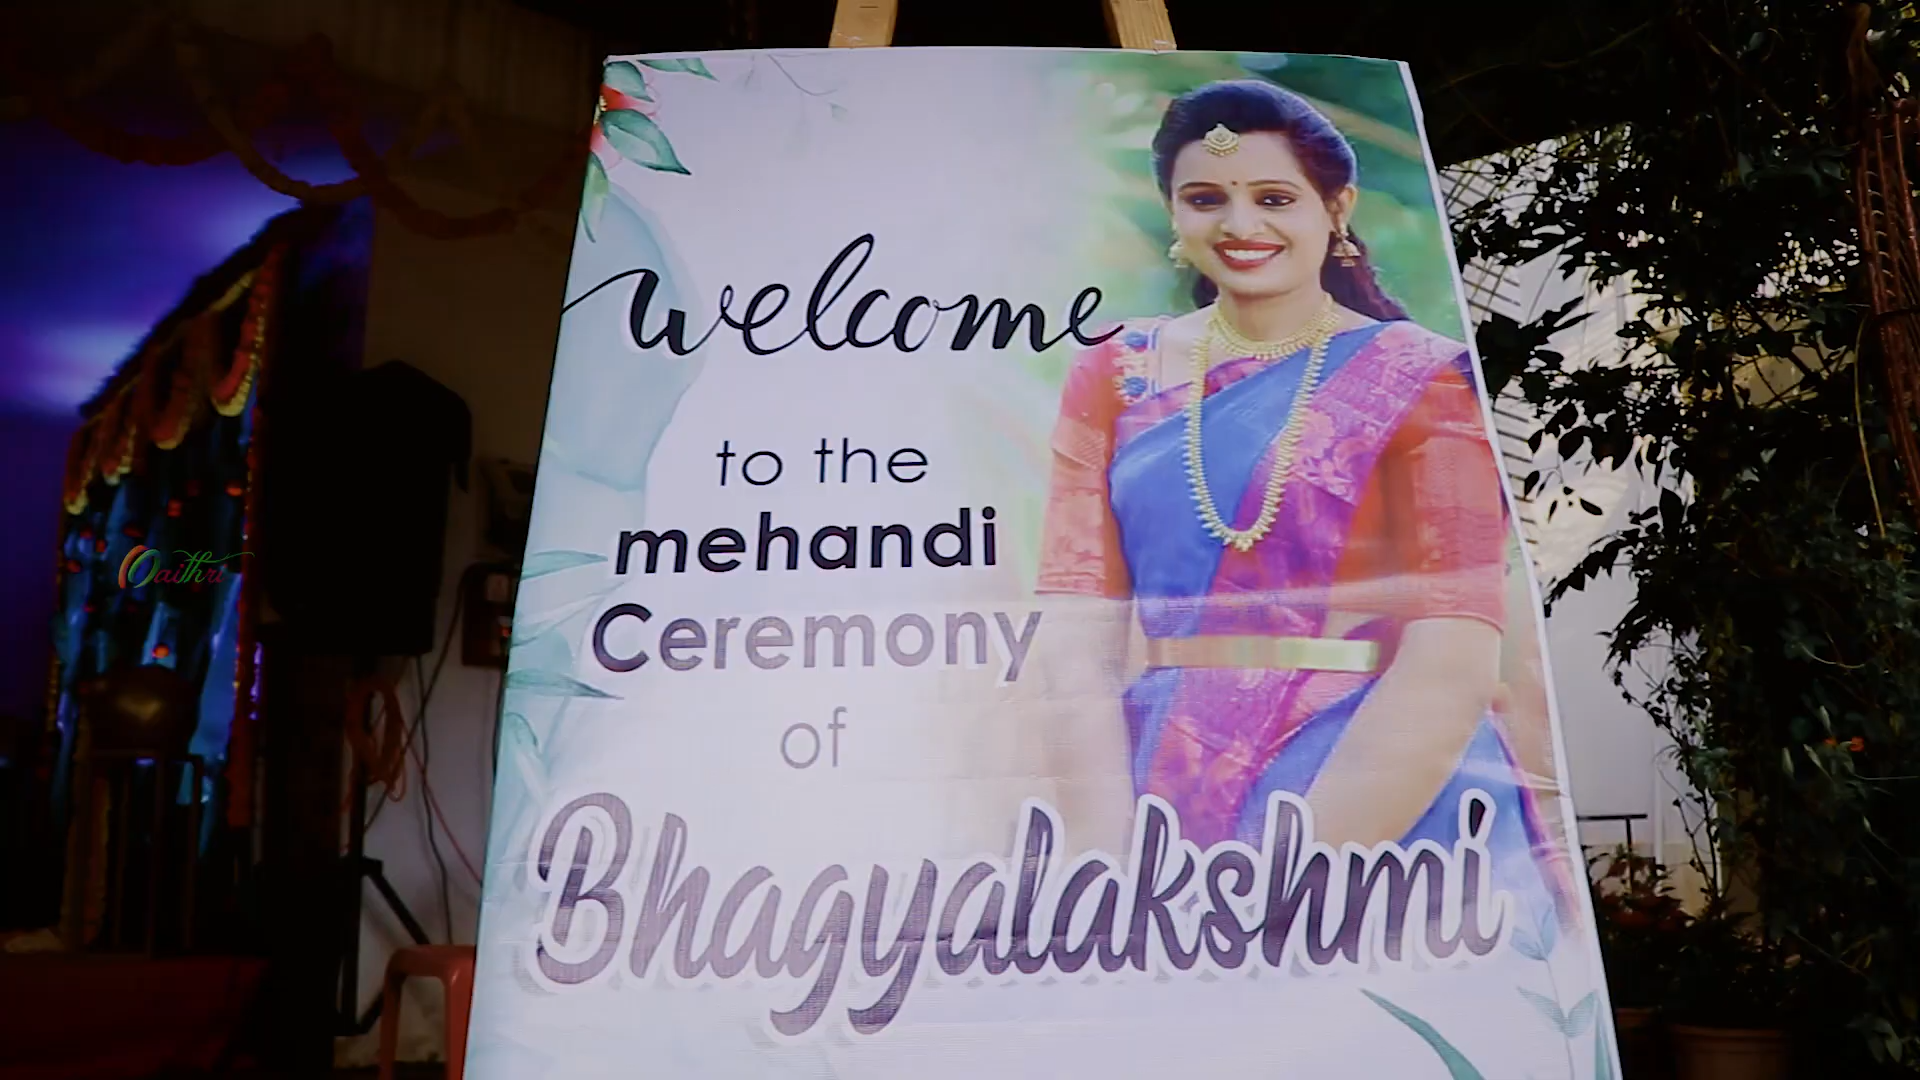 welcome
to the
mehandi
Ceremony
of
Bhagyalakshmi